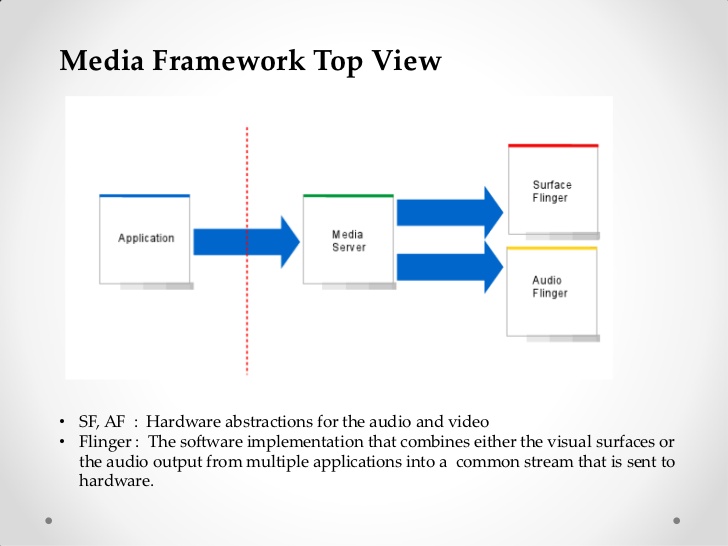 Media Framework Top View
Application
Media
Server
Surface
Flinger
Audio
Flinger
• SF, AF : Hardware abstractions for the audio and video
• Flinger : The software implementation that combines either the visual surfaces or
the audio output from multiple applications into a common stream that is sent to
hardware.